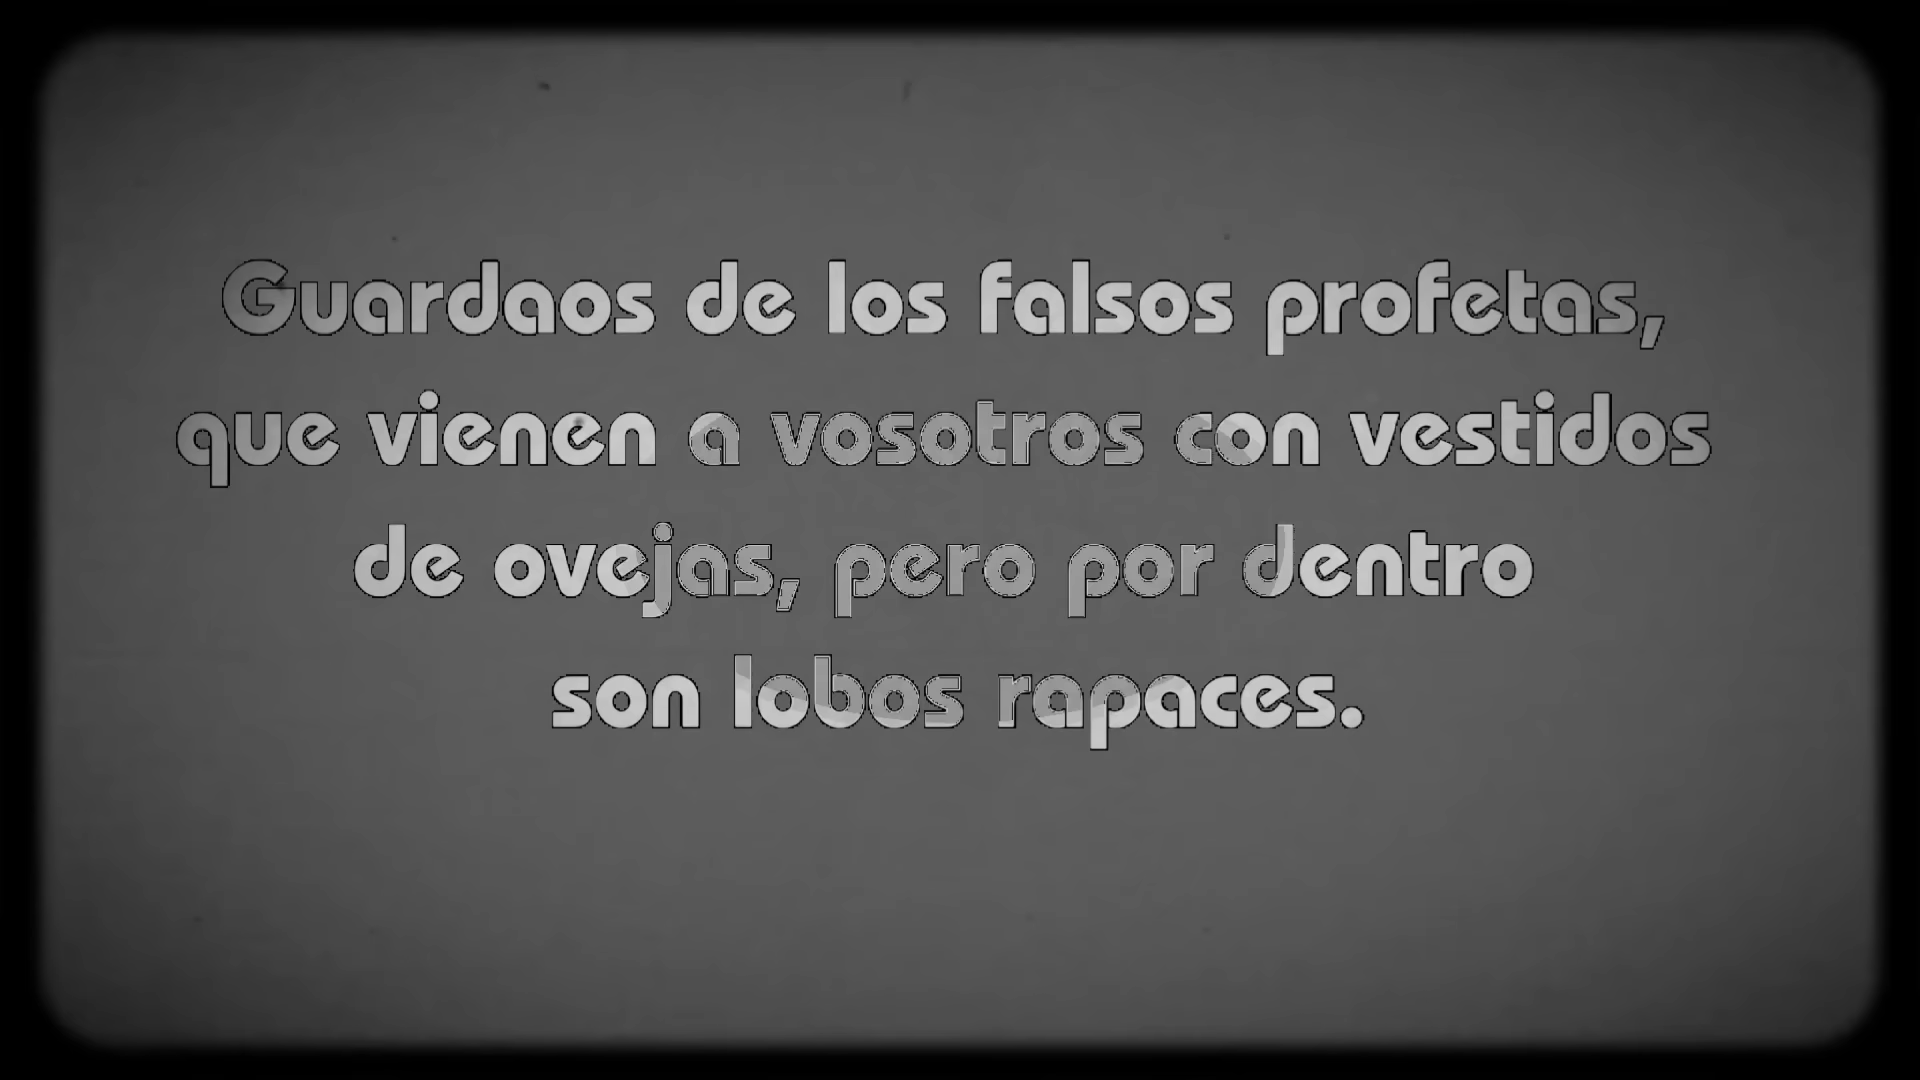 Guardaos de los falsos profetas,
que vienen a vosotros con vestidos
de ovejas, pero por dentro
son lobos rapaces.